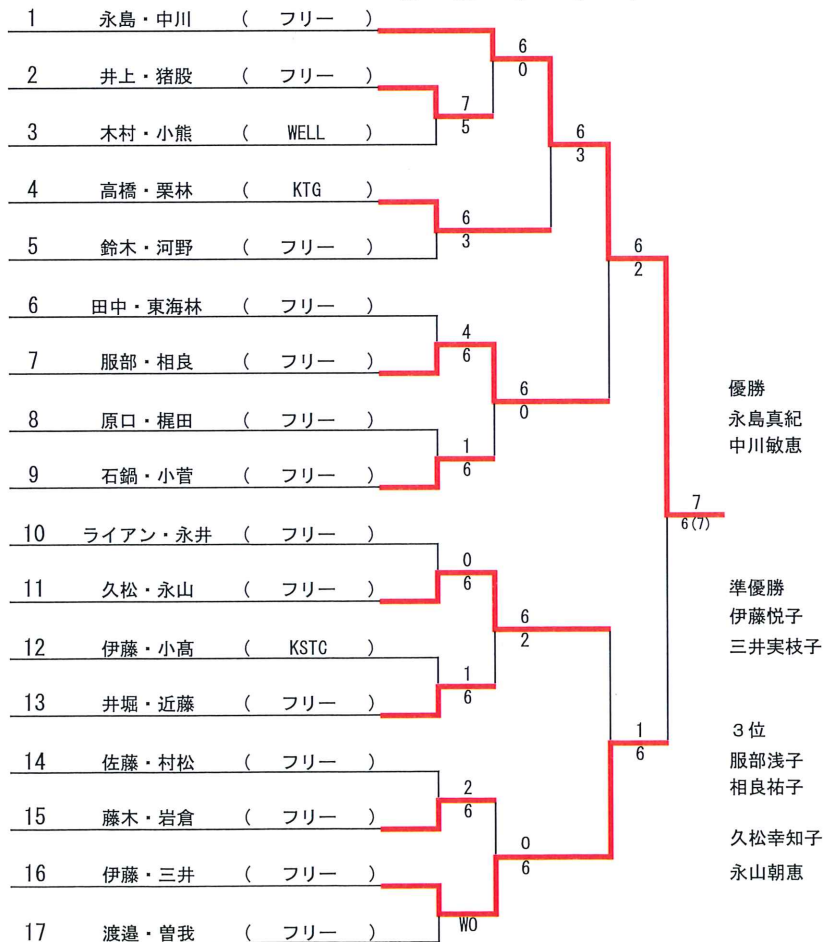 1 永島・中川 ( フリー )
2 井上・猪股 ( フリー )
3 木村・小熊 ( WELL )
4 高橋・栗林 ( KTG )
5 鈴木・河野 ( フリー )
6 田中・東海林 ( フリー )
7 服部・相良 ( フリー )
8 原口・梶田 ( フリー )
9 石鍋・小菅 ( フリー )
10 ライアン・永井 ( フリー )
11 久松・永山 ( フリー )
12 伊藤・小髙 ( KSTC )
13 井堀・近藤 ( フリー )
14 佐藤・村松 ( フリー )
15 藤木・岩倉 ( フリー )
16 伊藤・三井 ( フリー )
17 渡邉・曽我 ( フリー )
7
5
6
3
4
6
1
6
0
6
1
6
2
6
WO
6
0
6
0
6
2
0
6
6
3
6
2
1
6
7
6(7)
優勝
永島真紀
中川敏恵
準優勝
伊藤悦子
三井実枝子
3位
服部浅子
相良祐子
久松幸知子
永山朝恵